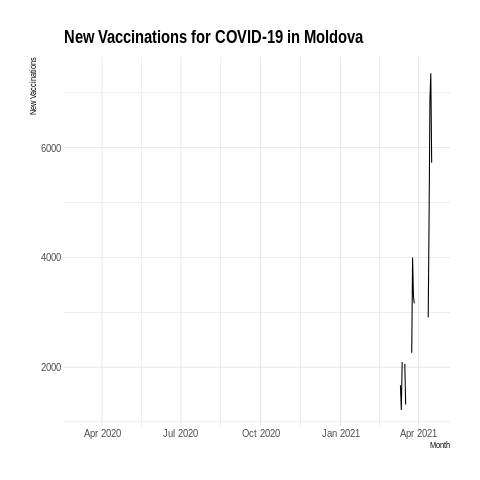 New Vaccinations for COVID-19 in Moldova
New Vaccinations
6000
4000
2000
Apr 2020 Jul 2020 Oct 2020 Jan 2021 Apr 2021
Month